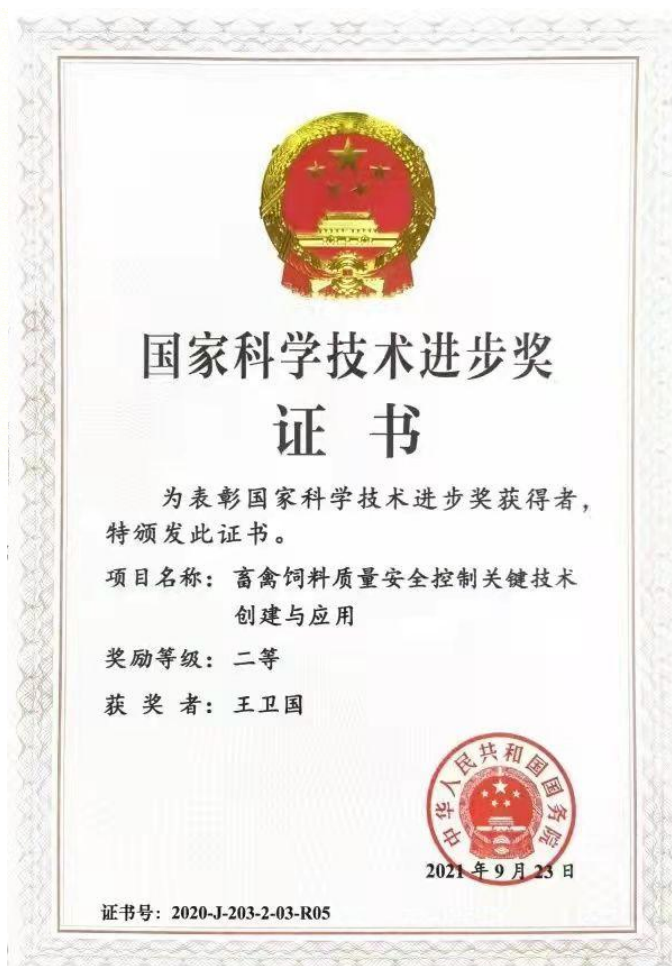 国家科学技术进步奖
证书
为表彰国家科学技术进步奖获得者，
特颁发此证书。
项目名称：畜禽饲料质量安全控制关键技术
创建与应用
奖励等级：二等
获奖者：王卫国
中华人民共和国国务院
2021年9月23日
证书号：2020-J-203-2-03-R05